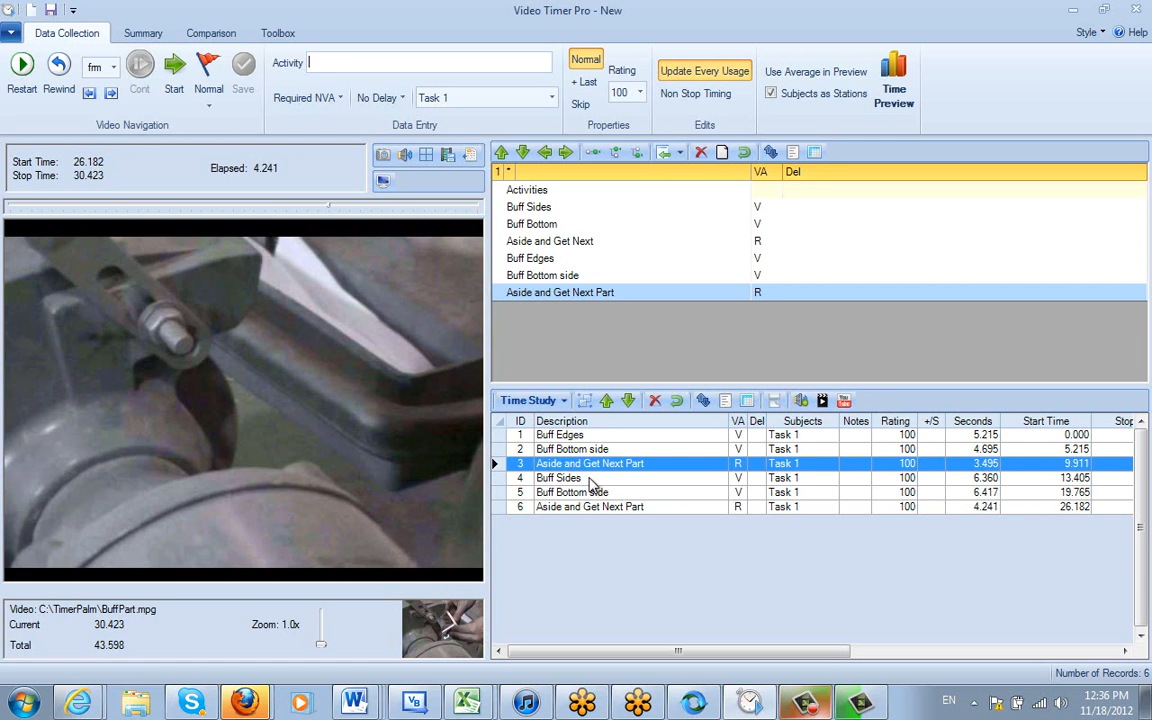 Video Timer Pro - New
Data Collection Summary Comparison Toolbox Style Help
Restart Rewind frm Cont Start Normal Save
Video Navigation
Activity
Required NVA No Delay Task 1
Data Entry
Normal
+ Last
Skip
Rating
100
Properties
Update Every Usage
Non Stop Timing
Edits
Use Average in Preview
Subjects as Stations
Time
Preview
Start Time: 26.182
Stop Time: 30.423
Elapsed: 4.241
1 * VA Del
Activities
Buff Sides V
Buff Bottom V
Aside and Get Next R
Buff Edges V
Buff Bottom side V
Aside and Get Next Part R
Time Study
You
Tube
ID Description VA Del Subjects Notes Rating +/S Seconds Start Time Stop
1 Buff Edges V Task 1 100 5.215 0.000
2 Buff Bottom side V Task 1 100 4.695 5.215
3 Aside and Get Next Part R Task 1 100 3.495 9.911
4 Buff Sides V Task 1 100 6.360 13.405
5 Buff Bottom side V Task 1 100 6.417 19.765
6 Aside and Get Next Part R Task 1 100 4.241 26.182
Video: C:\TimerPalm\BuffPart.mpg
Current 30.423
Total 43.598
Zoom: 1.0x
Number of Records: 6
EN
12:36 PM
11/18/2012